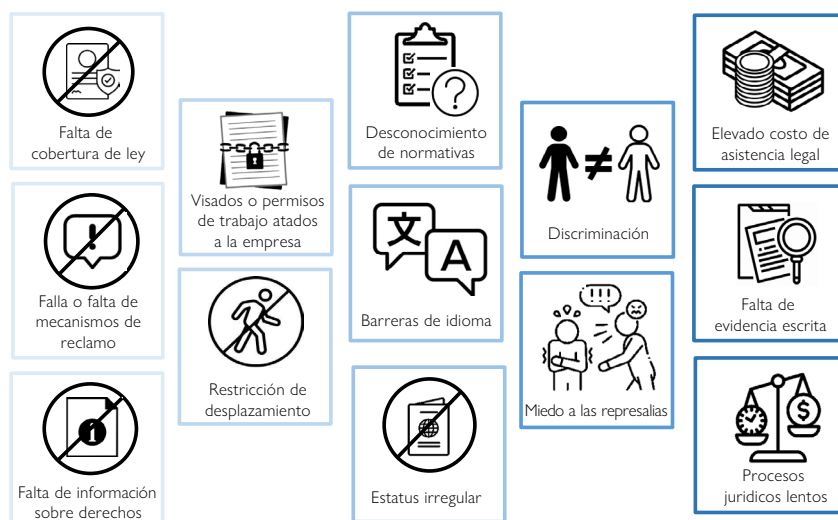 Falta de
cobertura de ley
Falla o falta de
mecanismos de
reclamo
Falta de información
sobre derechos
Visados o permisos
de trabajo atados
a la empresa
Restricción de
desplazamiento
Desconocimiento
de normativas
文 A
Barreras de idioma
Estatus irregular
Discriminación
Miedo a las represalias
Elevado costo de
asistencia legal
Falta de
evidencia escrita
Procesos
juridicos lentos